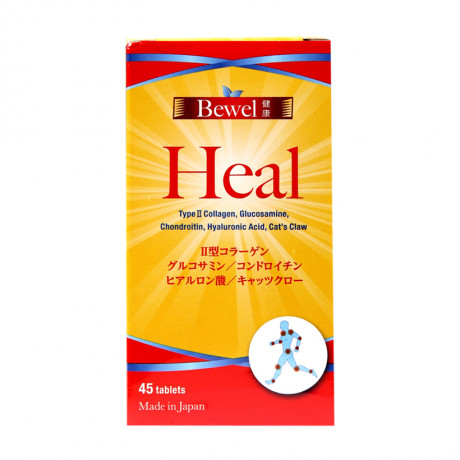 Bewel 健康
Heal
Type II Collagen, Glucosamine,
Chondroitin, Hyaluronic Acid, Cat's Claw
II型コラーゲン
グルコサミン／コンドロイチン
ヒアルロン酸／キャッツクロー
45 tablets
Made in Japan